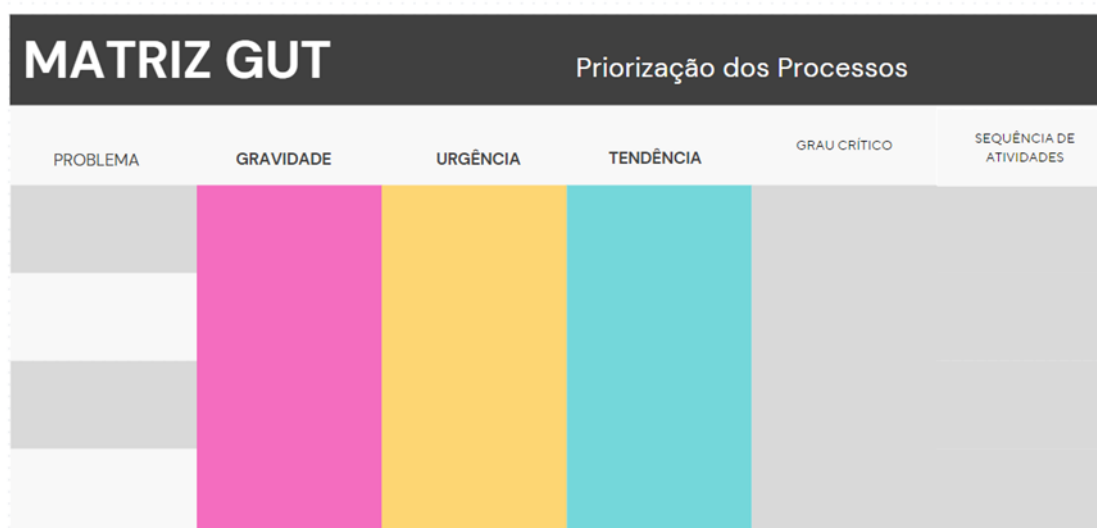 MATRIZ GUT
Priorização dos Processos
PROBLEMA
GRAVIDADE
URGÊNCIA
TENDÊNCIA
GRAU CRÍTICO
SEQUÊNCIA DE
ATIVIDADES